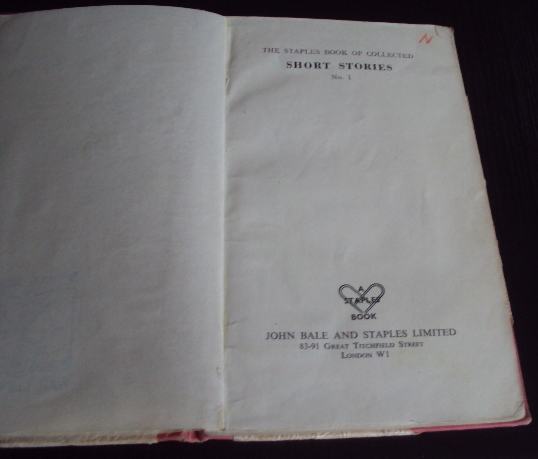 THE STAPLES BOOK OF COLLECTED
SHORT STORIES
No. 1
N
A
STAPLES
BOOK
JOHN BALE AND STAPLES LIMITED
83-91 GREAT TITCHFIELD STREET
LONDON W1